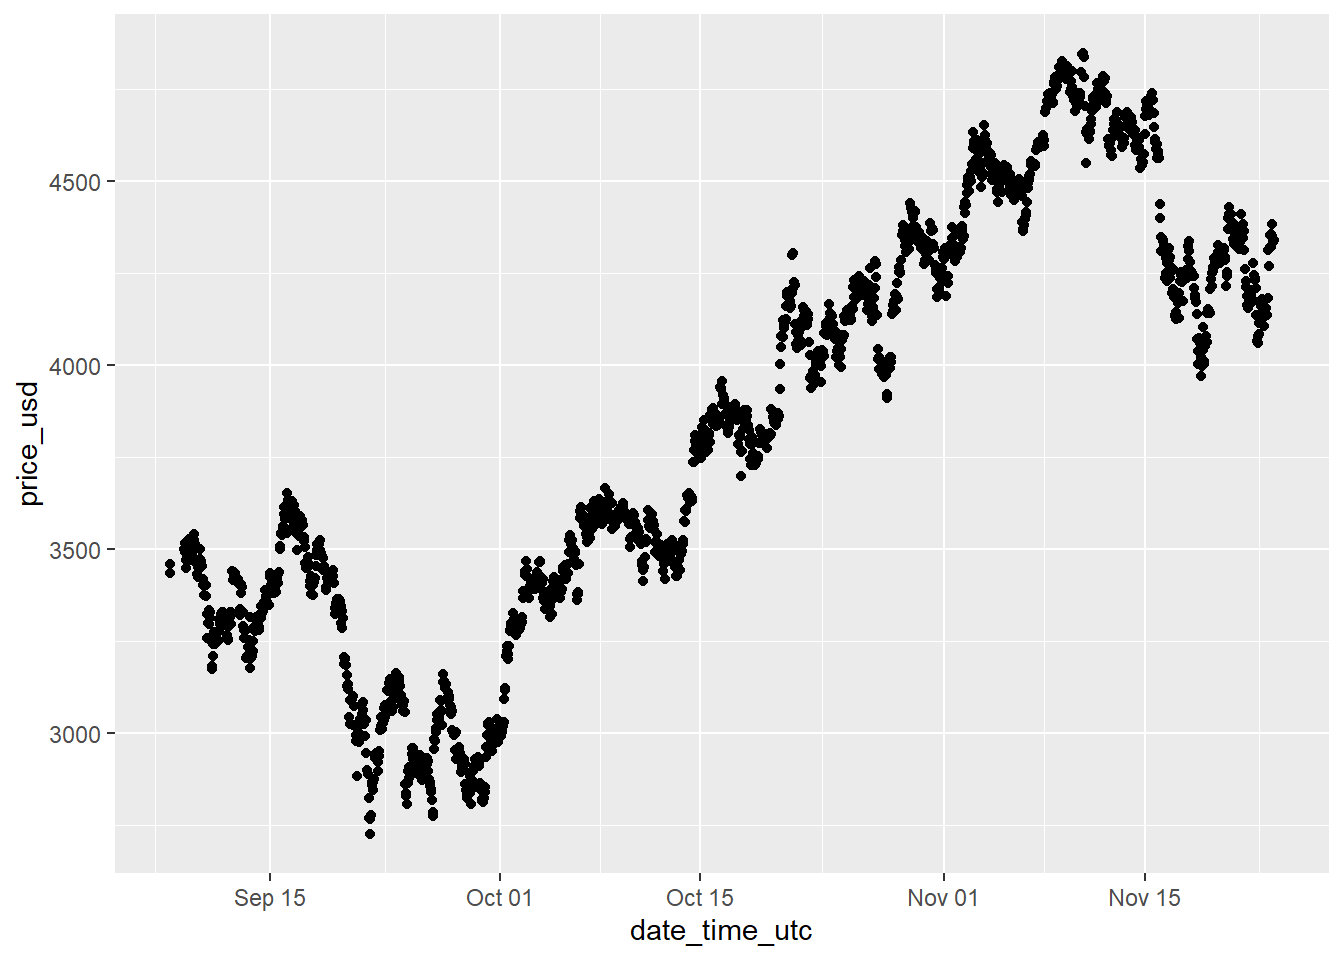 price_usd
4500
4000
3500
3000
Sep 15
Oct 01
Oct 15
Nov 01
Nov 15
date_time_utc